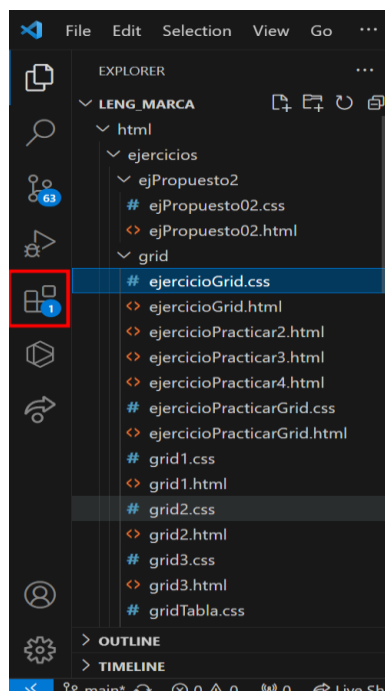 File Edit Selection View Go ...
EXPLORER ...
LENG_MARCA
html
ejercicios
ejPropuesto2
# ejPropuesto02.css
<> ejPropuesto02.html
grid
# ejercicioGrid.css
<> ejercicioGrid.html
<> ejercicioPracticar2.html
<> ejercicioPracticar3.html
<> ejercicioPracticar4.html
# ejercicioPracticarGrid.css
<> ejercicioPracticarGrid.html
# grid1.css
<> grid1.html
# grid2.css
<> grid2.html
# grid3.css
<> grid3.html
# gridTabla.css
63
1
> OUTLINE
> TIMELINE
main* 0 0 0 Live Sh